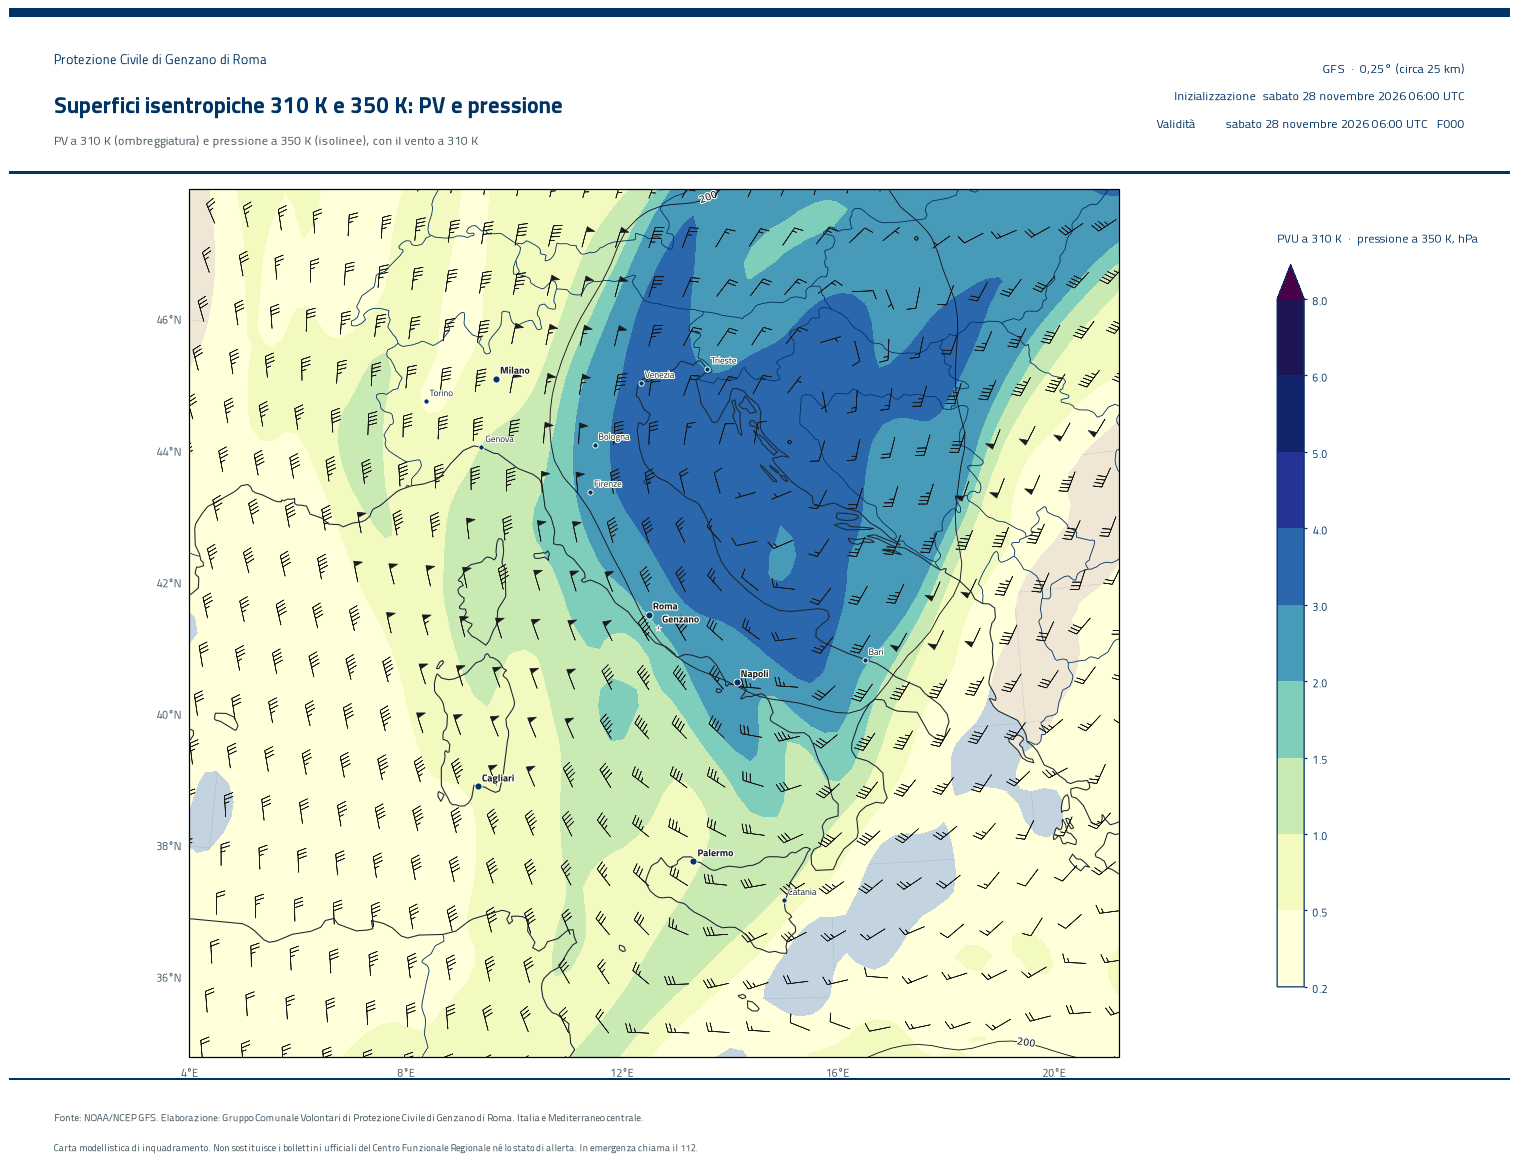 Protezione Civile di Genzano di Roma
Superfici isentropiche 310 K e 350 K: PV e pressione
PV a 310 K (ombreggiatura) e pressione a 350 K (isolinee), con il vento a 310 K
GFS · 0,25° (circa 25 km)
Inizializzazione sabato 28 novembre 2026 06:00 UTC
Validità sabato 28 novembre 2026 06:00 UTC F000
PVU a 310 K · pressione a 350 K, hPa
8.0
6.0
5.0
4.0
3.0
2.0
1.5
1.0
0.5
0.2
200
46°N
44°N
42°N
40°N
38°N
36°N
Trieste
Venezia
Milano
Torino
Bologna
Genova
Firenze
Roma
Genzano
Bari
Napoli
Cagliari
Palermo
Catania
200
4°E
8°E
12°E
16°E
20°E
Fonte: NOAA/NCEP GFS. Elaborazione: Gruppo Comunale Volontari di Protezione Civile di Genzano di Roma. Italia e Mediterraneo centrale.
Carta modellistica di inquadramento. Non sostituisce i bollettini ufficiali del Centro Funzionale Regionale né lo stato di allerta. In emergenza chiama il 112.